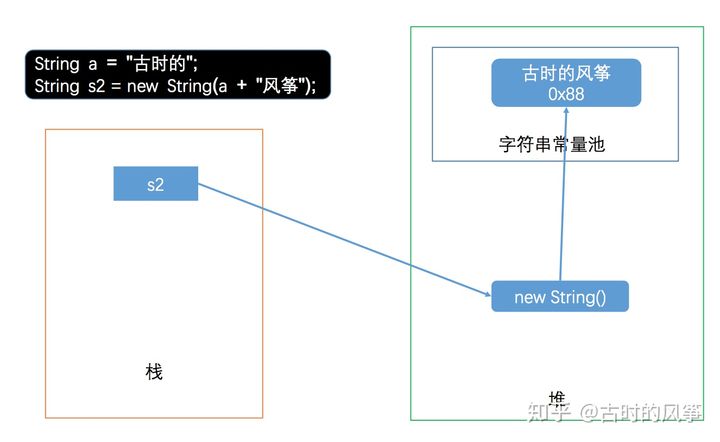 String a = "古时的";
String s2 = new String(a + "风筝");
古时的风筝
0x88
字符串常量池
s2
new String()
栈
堆
知乎 @古时的风筝